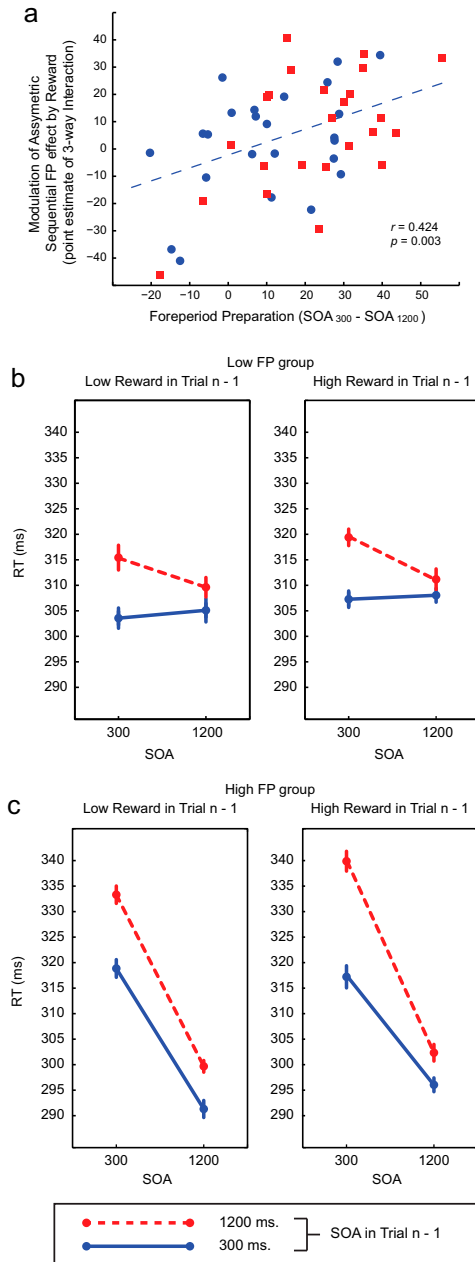 a
Modulation of Assymetric
Sequential FP effect by Reward
(point estimate of 3-way Interaction)
40
30
20
10
0
−10
−20
−30
−40
r = 0.424
p = 0.003
−20 −10 0 10 20 30 40 50
Foreperiod Preparation (SOA 300 - SOA 1200)
b
Low FP group
Low Reward in Trial n - 1 High Reward in Trial n - 1
RT (ms)
340
335
330
325
320
315
310
305
300
295
290
300 1200 300 1200
SOA SOA
c
High FP group
Low Reward in Trial n - 1 High Reward in Trial n - 1
RT (ms)
340
335
330
325
320
315
310
305
300
295
290
300 1200 300 1200
SOA SOA
1200 ms.
300 ms.
SOA in Trial n - 1